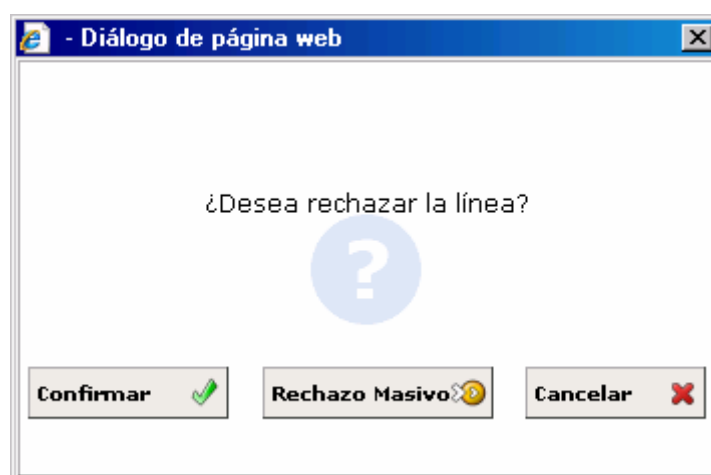 - Diálogo de página web
¿Desea rechazar la línea?
?
Confirmar
Rechazo Masivo
Cancelar